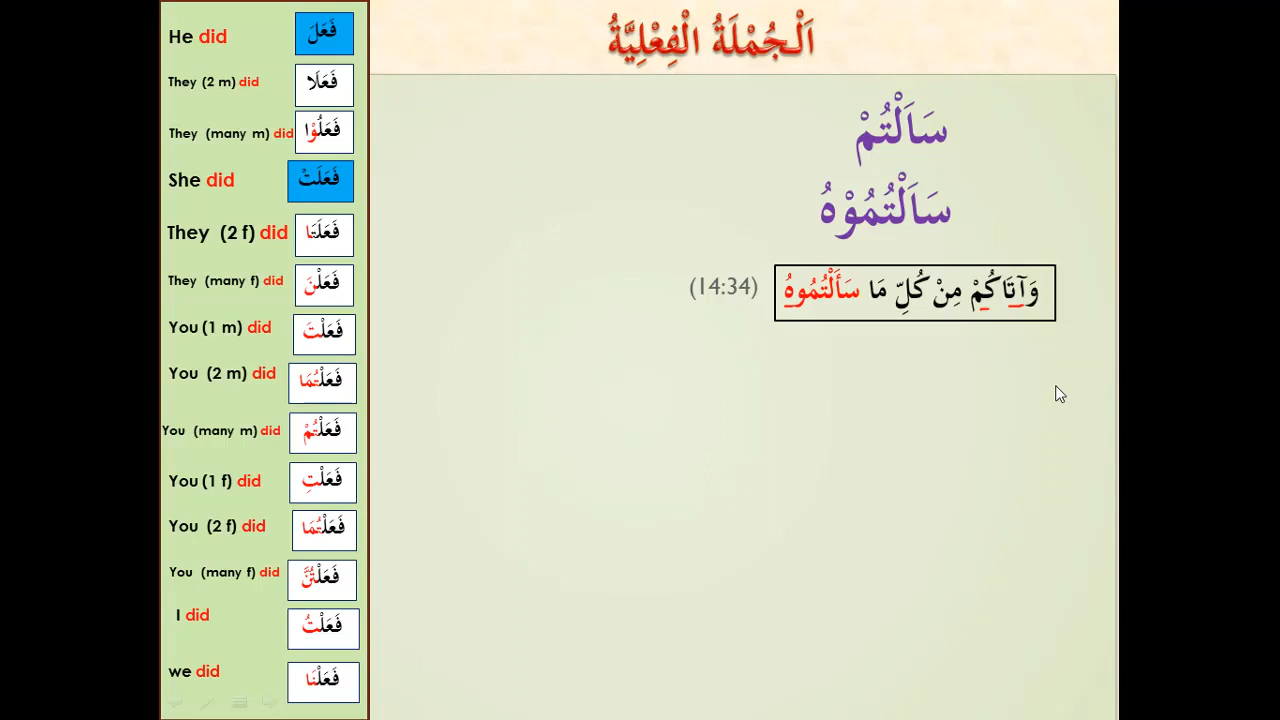 اَلْجُمْلَةُ الْفِعْلِيَّةُ
He did فَعَلَ
They (2 m) did فَعَلَا
They (many m) did فَعَلُوْا
She did فَعَلَتْ
They (2 f) did فَعَلَتَا
They (many f) did فَعَلْنَ
You (1 m) did فَعَلْتَ
You (2 m) did فَعَلْتُمَا
You (many m) did فَعَلْتُمْ
You (1 f) did فَعَلْتِ
You (2 f) did فَعَلْتُمَا
You (many f) did فَعَلْتُنَّ
I did فَعَلْتُ
we did فَعَلْنَا
سَاَلْتُمْ
سَاَلْتُمُوْهُ
وَآتَاكُمْ مِنْ كُلِّ مَا سَأَلْتُمُوهُ (14:34)